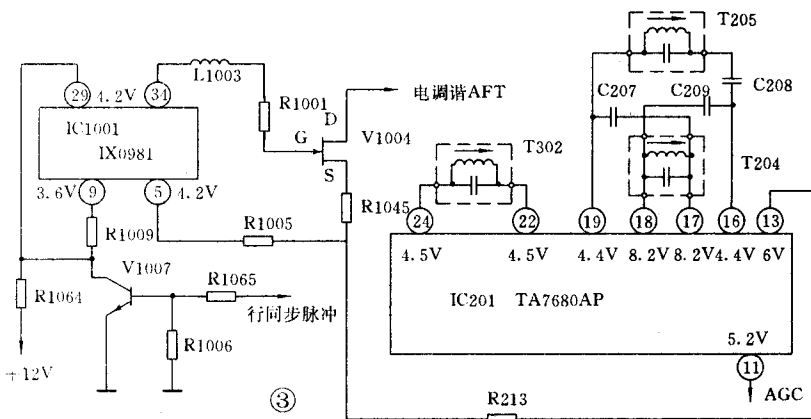 T205
L1003
29
4.2V
34
R1001
D
电调谐AFT
C207
C209
C208
IC1001
IX0981
G
V1004
S
T302
T204
3.6V
9
5
4.2V
R1045
R1005
24
22
19
18
17
16
13
R1009
4.5V
4.5V
4.4V
8.2V
8.2V
4.4V
6V
V1007
R1065
R1064
行同步脉冲
IC201 TA7680AP
R1006
5.2V
+12V
③
R213
11
AGC